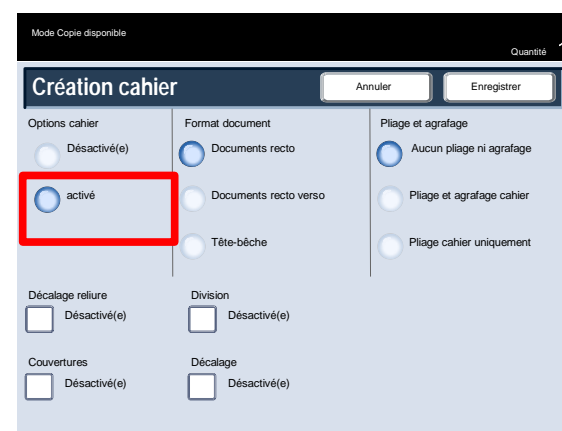 Mode Copie disponible
Quantité
Création cahier
Annuler
Enregistrer
Options cahier
Désactivé(e)
activé
Format document
Documents recto
Documents recto verso
Tête-bêche
Pliage et agrafage
Aucun pliage ni agrafage
Pliage et agrafage cahier
Pliage cahier uniquement
Décalage reliure
Désactivé(e)
Division
Désactivé(e)
Couvertures
Désactivé(e)
Décalage
Désactivé(e)